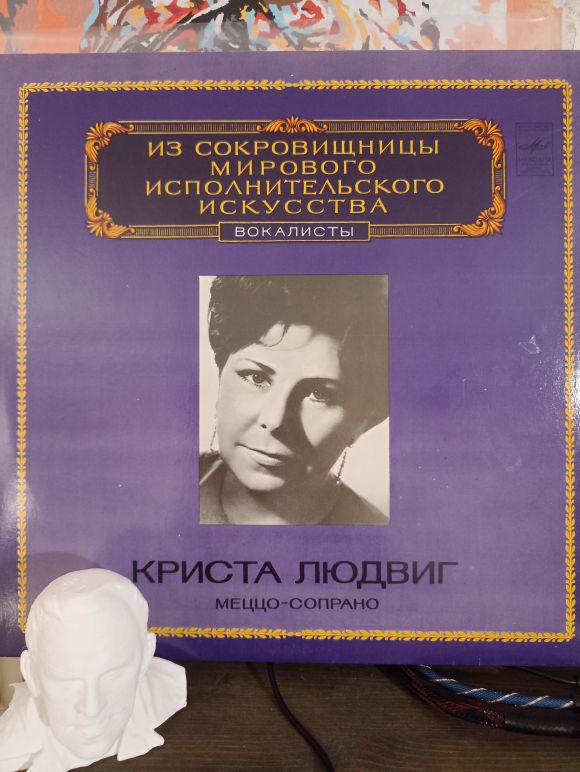 ИЗ СОКРОВИЩНИЦЫ
МИРОВОГО
ИСПОЛНИТЕЛЬСКОГО
ИСКУССТВА
ВОКАЛИСТЫ
КРИСТА ЛЮДВИГ
МЕЦЦО-СОПРАНО